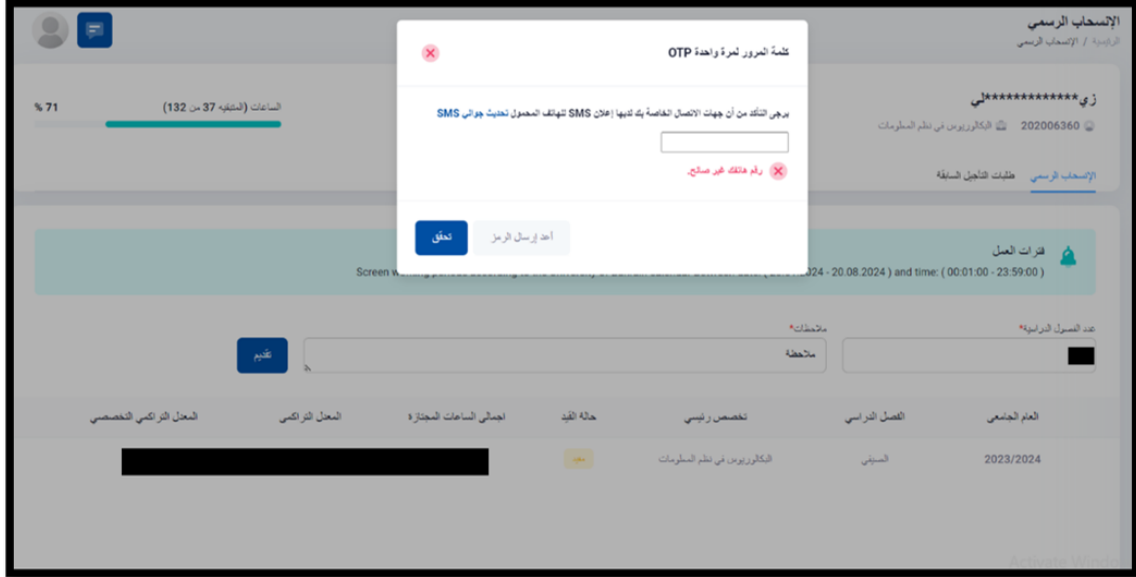 الإنسحاب الرسمي
الرئيسية / الإنسحاب الرسمي
زي*************لي
202006360 البكالوريوس في نظم المعلومات
الساعات (المتبقيه 37 من 132)
% 71
الإنسحاب الرسمي
طلبات التأجيل السابقة
كلمة المرور لمرة واحدة OTP
يرجى التأكد من أن جهات الاتصال الخاصة بك لديها إعلان SMS للهاتف المحمول تحديث جوالي SMS
رقم هاتفك غير صالح.
أعد إرسال الرمز
تحقق
فترات العمل
24 - 20.08.2024 ) and time: ( 00:01:00 - 23:59:00 )
عدد الفصول الدراسية*
ملاحظات*
ملاحظة
تقديم
العام الجامعي الفصل الدراسي تخصص رئيسي حالة القيد اجمالي الساعات المجتازة المعدل التراكمي المعدل التراكمي التخصصي
2023/2024 الصيفي البكالوريوس في نظم المعلومات